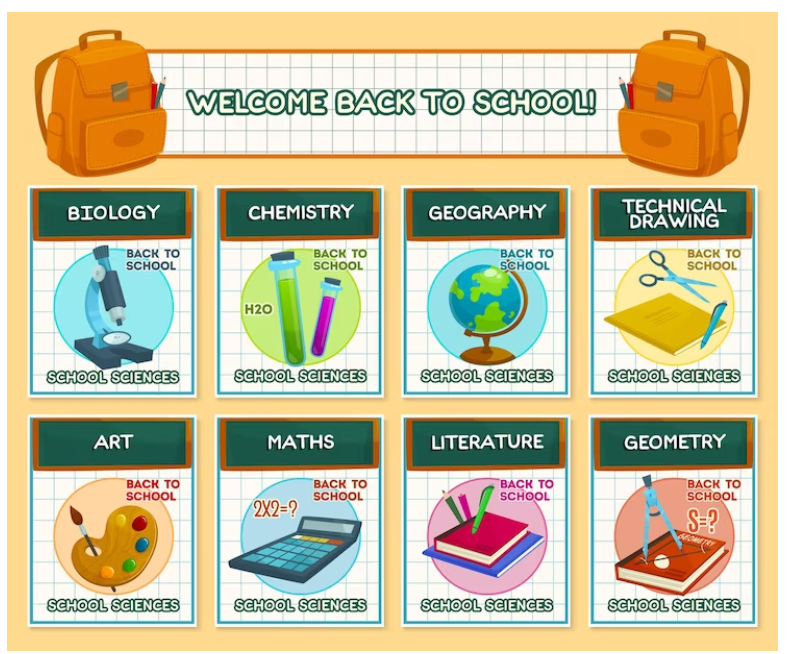 WELCOME BACK TO SCHOOL!
BIOLOGY
BACK TO
SCHOOL
SCHOOL SCIENCES
CHEMISTRY
BACK TO
SCHOOL
H2O
SCHOOL SCIENCES
GEOGRAPHY
BACK TO
SCHOOL
SCHOOL SCIENCES
TECHNICAL
DRAWING
BACK TO
SCHOOL
SCHOOL SCIENCES
ART
BACK TO
SCHOOL
SCHOOL SCIENCES
MATHS
BACK TO
SCHOOL
2X2=?
SCHOOL SCIENCES
LITERATURE
BACK TO
SCHOOL
SCHOOL SCIENCES
GEOMETRY
BACK TO
SCHOOL
S=?
GEOMETRY
SCHOOL SCIENCES